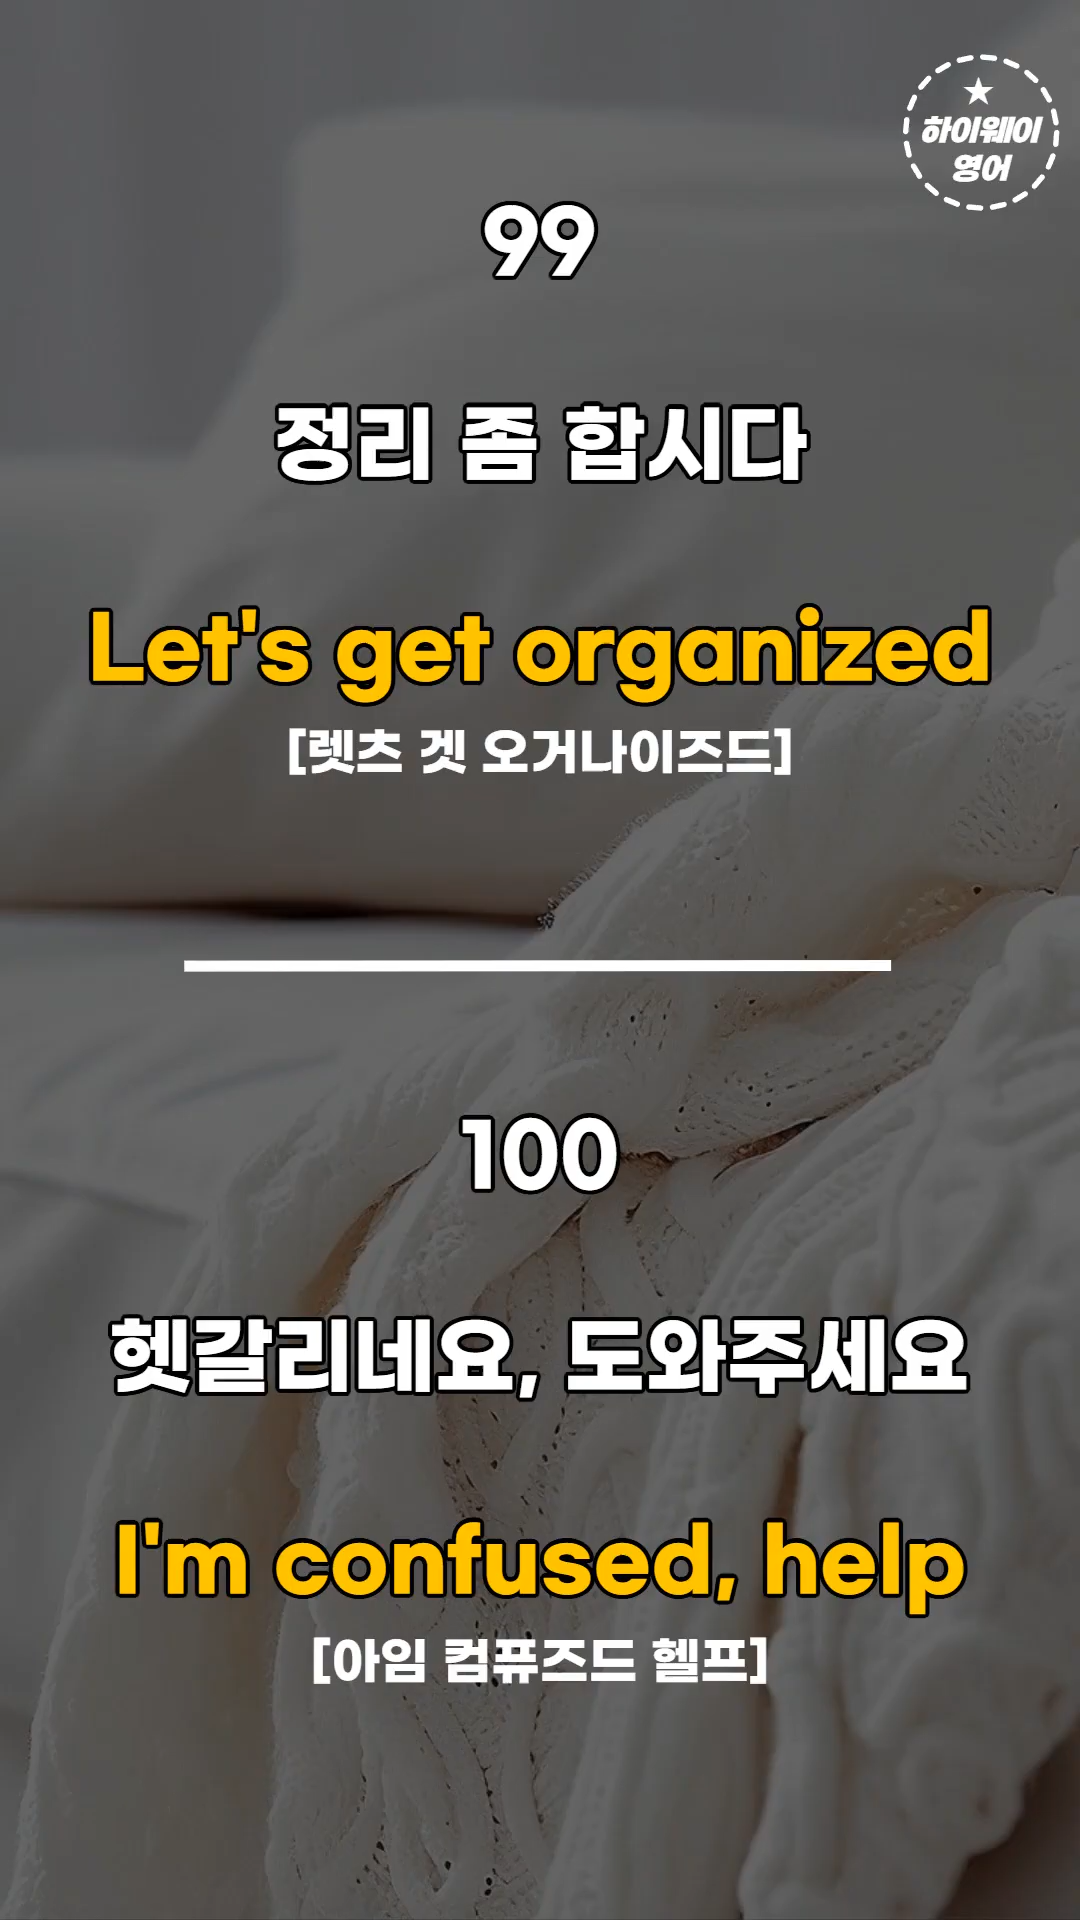 하이웨이
영어
99
정리 좀 합시다
Let's get organized
[렛츠 겟 오거나이즈드]
100
헷갈리네요, 도와주세요
I'm confused, help
[아임 컴퓨즈드 헬프]